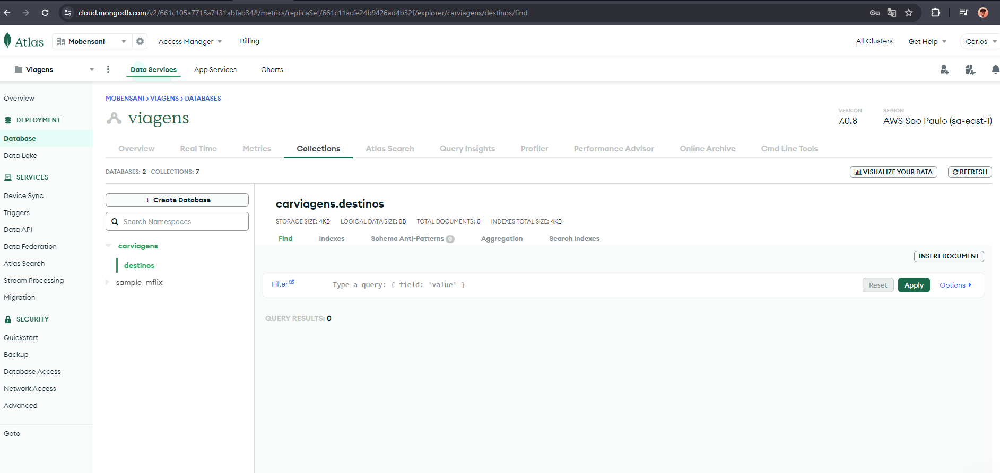 cloud.mongodb.com/v2/661c105a7715a7131abfab34#/metrics/replicaSet/661c11acfe24b9426ad4b32f/explorer/carviagens/destinos/find
Atlas
Mobensani
Access Manager
Billing
All Clusters
Get Help
Carlos
Viagens
Data Services
App Services
Charts
Overview
DEPLOYMENT
Database
Data Lake
SERVICES
Device Sync
Triggers
Data API
Data Federation
Atlas Search
Stream Processing
Migration
SECURITY
Quickstart
Backup
Database Access
Network Access
Advanced
Goto
MOBENSANI > VIAGENS > DATABASES
viagens
VERSION
7.0.8
REGION
AWS Sao Paulo (sa-east-1)
Overview
Real Time
Metrics
Collections
Atlas Search
Query Insights
Profiler
Performance Advisor
Online Archive
Cmd Line Tools
DATABASES: 2 COLLECTIONS: 7
VISUALIZE YOUR DATA
REFRESH
+ Create Database
Search Namespaces
carviagens
destinos
sample_mflix
carviagens.destinos
STORAGE SIZE: 4KB LOGICAL DATA SIZE: 0B TOTAL DOCUMENTS: 0 INDEXES TOTAL SIZE: 4KB
Find
Indexes
Schema Anti-Patterns 0
Aggregation
Search Indexes
INSERT DOCUMENT
Filter
Type a query: { field: 'value' }
Reset
Apply
Options
QUERY RESULTS: 0